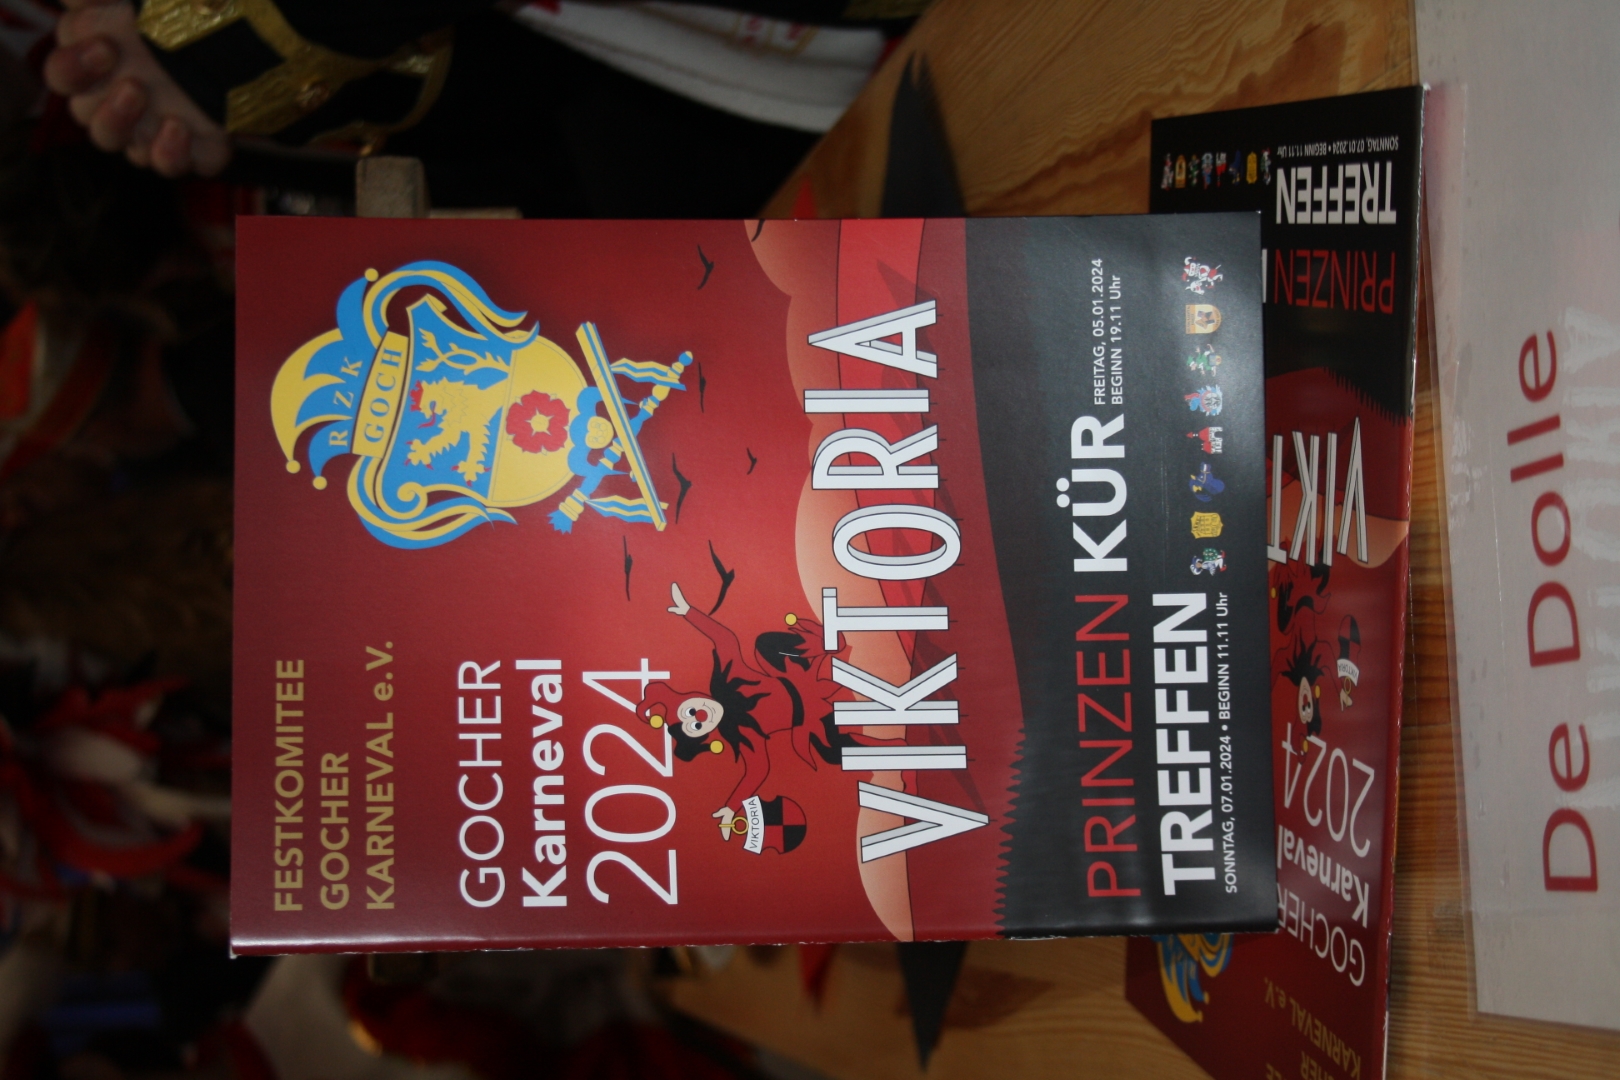 FESTKOMITEE
GOCHER
KARNEVAL e.V.
RZK
GOCH
GOCHER
Karneval
2024
VIKTORIA
VIKTORIA
PRINZEN KÜR
FREITAG, 05.01.2024
BEGINN 19.11 Uhr
TREFFEN
SONNTAG, 07.01.2024 • BEGINN 11.11 Uhr
KARNEVAL e.V.
GOCHER
Karneval
2024
VIKTORIA
VIKT
PRINZEN
TREFFEN
SONNTAG, 07.01.2024 • BEGINN 11.11 Uhr
De Dolle